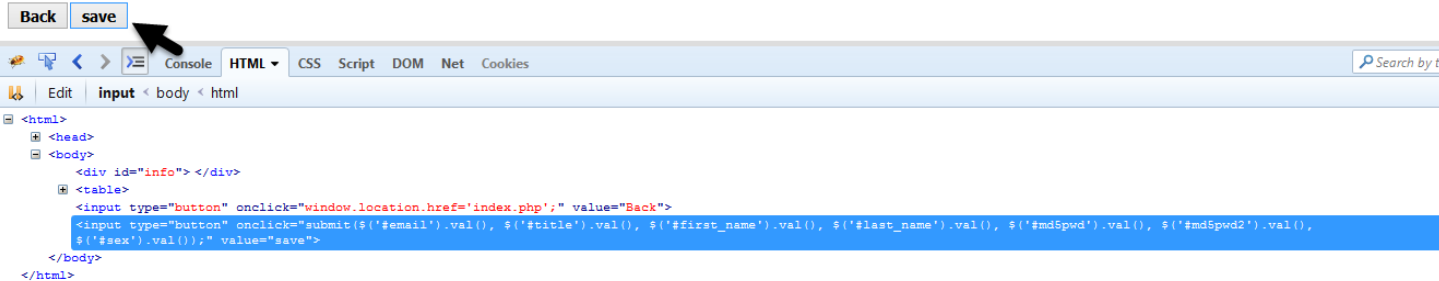 Back save
Console HTML CSS Script DOM Net Cookies Search by t
Edit input < body < html
<html>
<head>
<body>
<div id="info"> </div>
<table>
<input type="button" onclick="window.location.href='index.php';" value="Back">
<input type="button" onclick="submit($('#email').val(), $('#title').val(), $('#first_name').val(), $('#last_name').val(), $('#md5pwd').val(), $('#md5pwd2').val(),
$('#sex').val());" value="save">
</body>
</html>